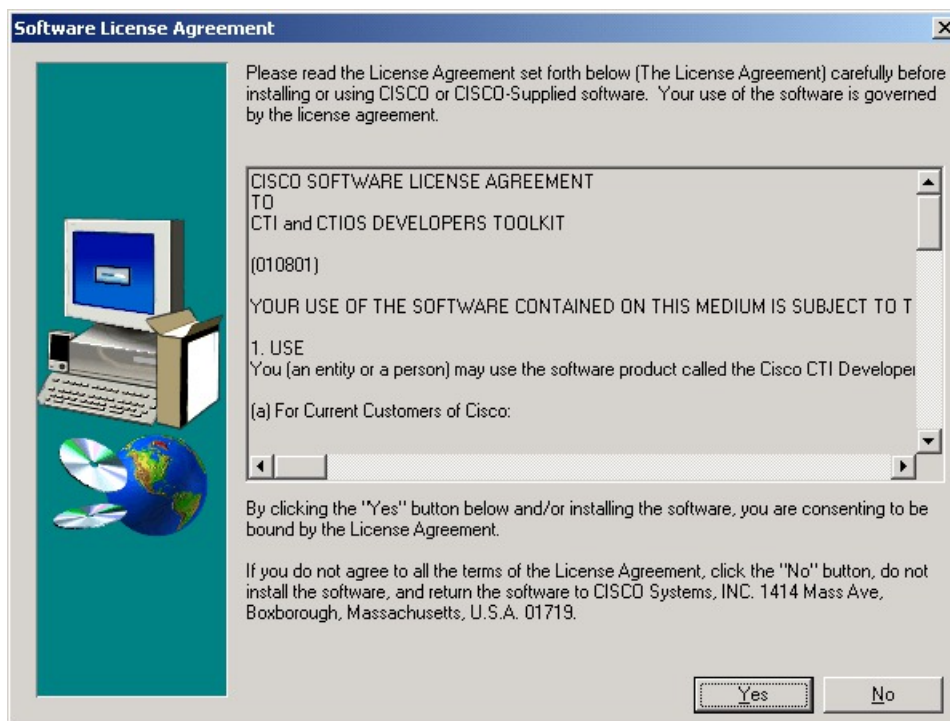 Software License Agreement
Please read the License Agreement set forth below (The License Agreement) carefully before
installing or using CISCO or CISCO-Supplied software. Your use of the software is governed
by the license agreement.
CISCO SOFTWARE LICENSE AGREEMENT
TO
CTI and CTIOS DEVELOPERS TOOLKIT
(010801)
YOUR USE OF THE SOFTWARE CONTAINED ON THIS MEDIUM IS SUBJECT TO T
1. USE
You (an entity or a person) may use the software product called the Cisco CTI Developer
(a) For Current Customers of Cisco:
By clicking the "Yes" button below and/or installing the software, you are consenting to be
bound by the License Agreement.
If you do not agree to all the terms of the License Agreement, click the "No" button, do not
install the software, and return the software to CISCO Systems, INC. 1414 Mass Ave,
Boxborough, Massachusetts, U.S.A. 01719.
Yes
No